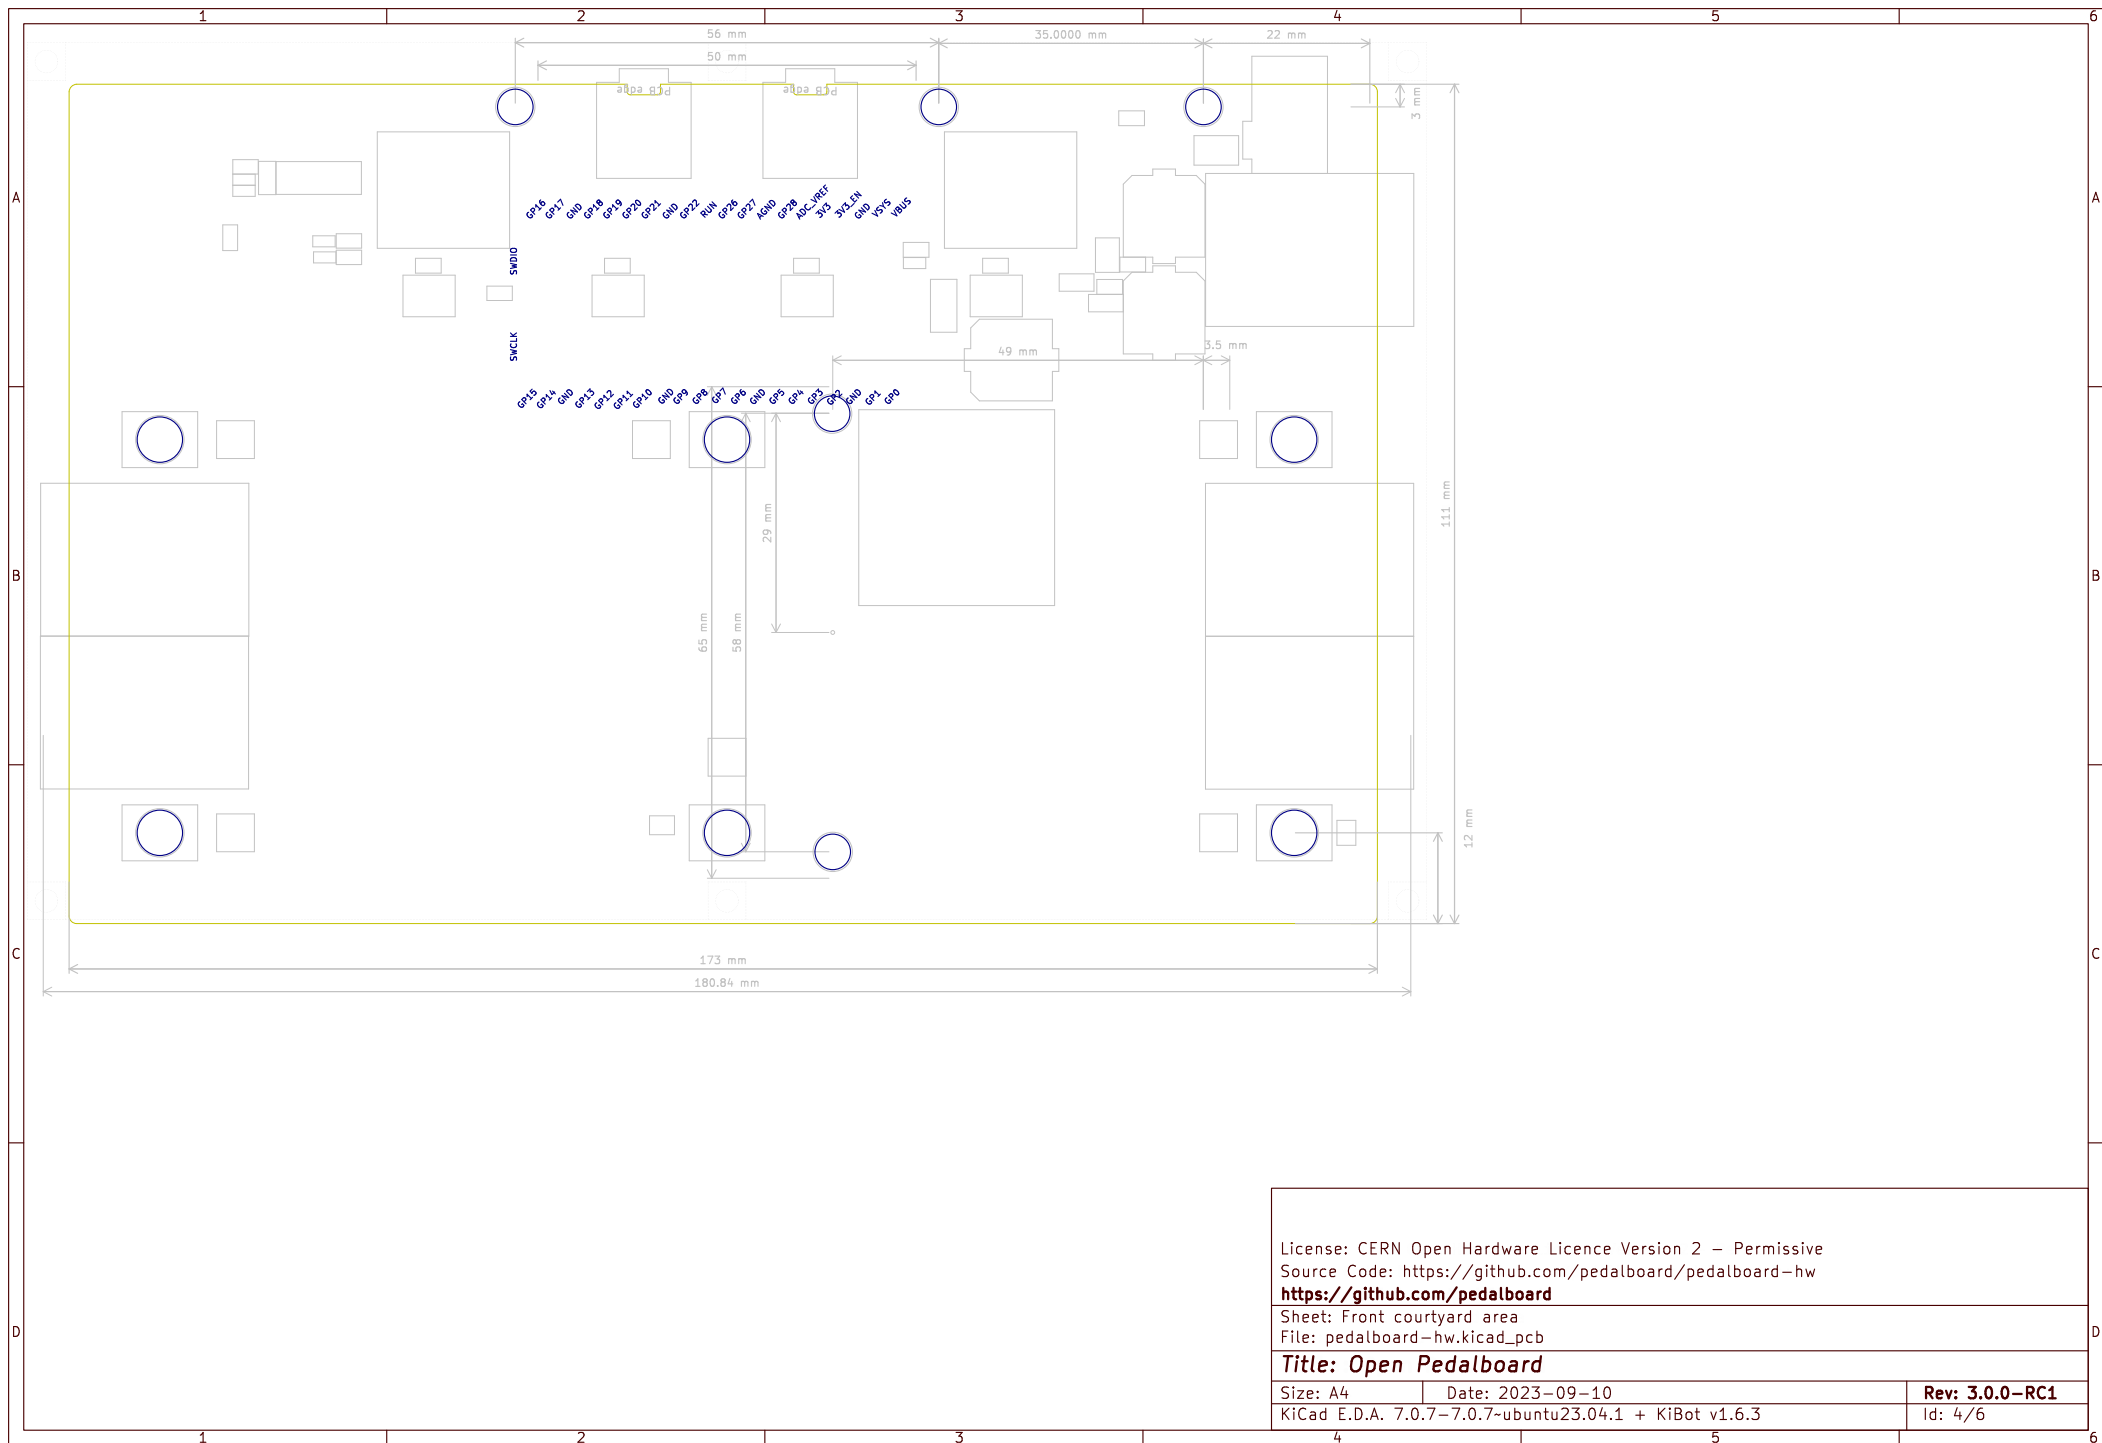 1 2 3 4 5 6
56 mm 35.0000 mm 22 mm
50 mm
PCB edge PCB edge
3 mm
A A
GP16 GP17 GND GP18 GP19 GP20 GP21 GND GP22 RUN GP26 GP27 AGND GP28 ADC_VREF 3V3 3V3_EN GND VSYS VBUS
SWDIO
SWCLK
49 mm 3.5 mm
GP15 GP14 GND GP13 GP12 GP11 GP10 GND GP9 GP8 GP7 GP6 GND GP5 GP4 GP3 GP2 GND GP1 GP0
111 mm
29 mm
B B
65 mm 58 mm
12 mm
C C
173 mm
180.84 mm
License: CERN Open Hardware Licence Version 2 - Permissive
Source Code: https://github.com/pedalboard/pedalboard-hw
https://github.com/pedalboard
Sheet: Front courtyard area
D D
File: pedalboard-hw.kicad_pcb
Title: Open Pedalboard
Size: A4 Date: 2023-09-10 Rev: 3.0.0-RC1
KiCad E.D.A. 7.0.7-7.0.7~ubuntu23.04.1 + KiBot v1.6.3 Id: 4/6
1 2 3 4 5 6